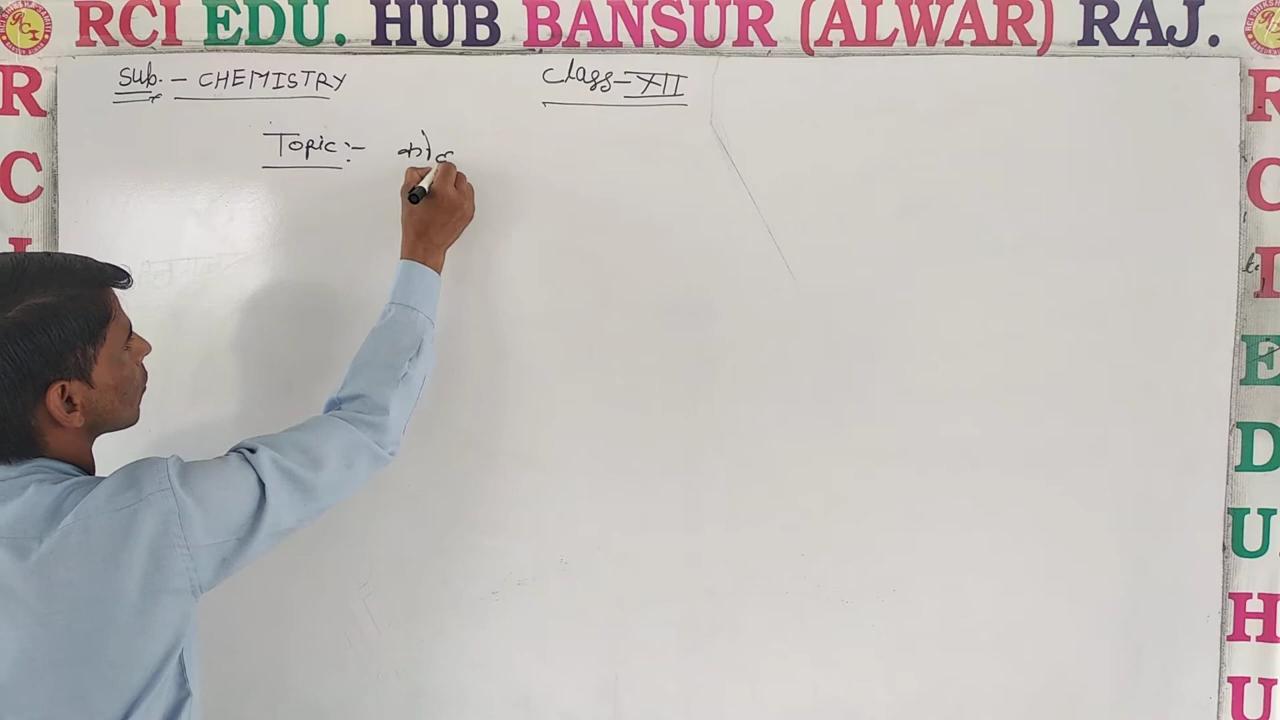 RCI EDU. HUB BANSUR (ALWAR) RAJ.
Sub. - CHEMISTRY
Class - XII
Topic :-
R
C
I
R
C
I
E
D
U.
H
U